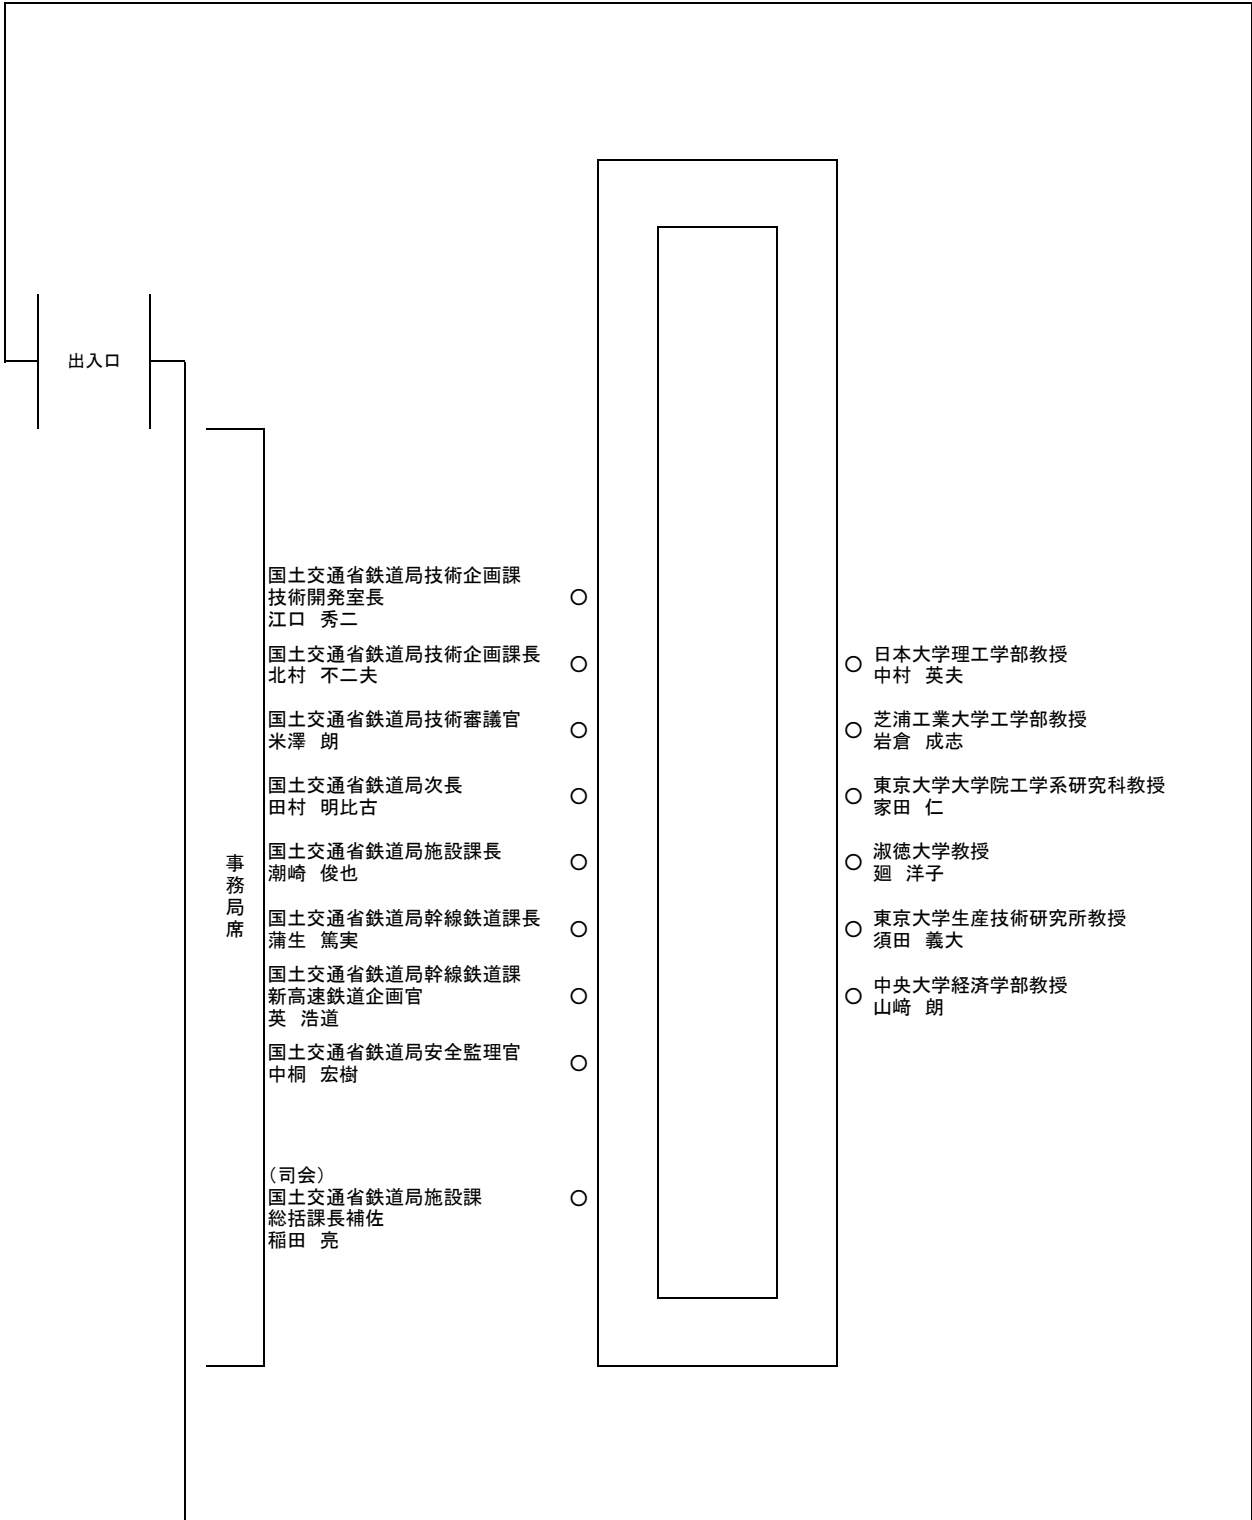 出入口
事務局席
国土交通省鉄道局技術企画課
技術開発室長
江口 秀二
国土交通省鉄道局技術企画課長
北村 不二夫
国土交通省鉄道局技術審議官
米澤 朗
国土交通省鉄道局次長
田村 明比古
国土交通省鉄道局施設課長
潮崎 俊也
国土交通省鉄道局幹線鉄道課長
蒲生 篤実
国土交通省鉄道局幹線鉄道課
新高速鉄道企画官
英 浩道
国土交通省鉄道局安全監理官
中桐 宏樹
（司会）
国土交通省鉄道局施設課
総括課長補佐
稲田 亮
日本大学理工学部教授
中村 英夫
芝浦工業大学工学部教授
岩倉 成志
東京大学大学院工学系研究科教授
家田 仁
淑徳大学教授
廻 洋子
東京大学生産技術研究所教授
須田 義大
中央大学経済学部教授
山﨑 朗